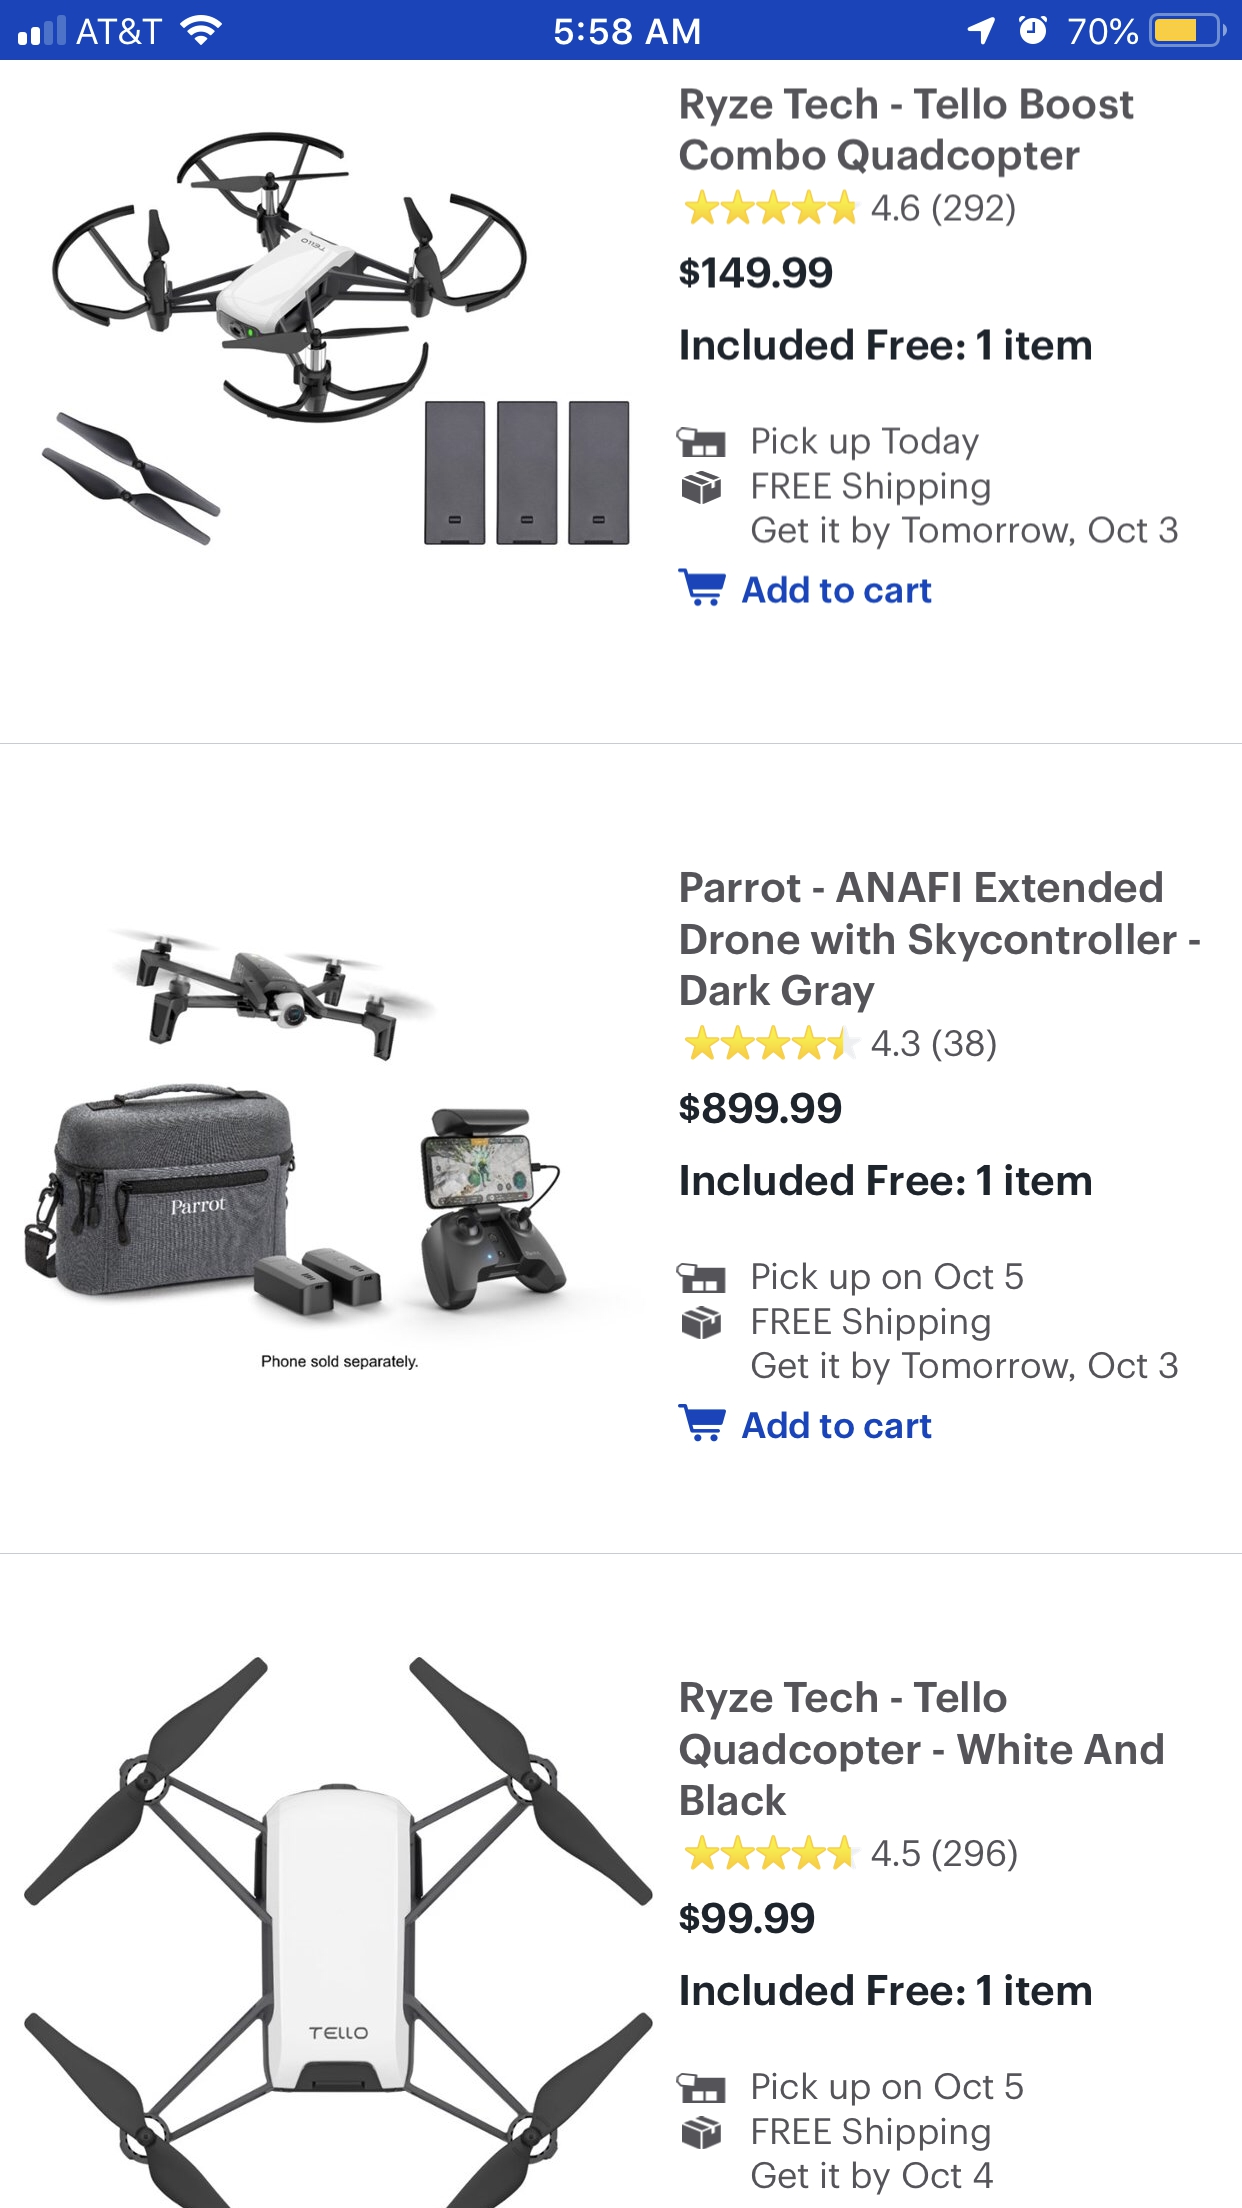 AT&T 5:58 AM 70%
Ryze Tech - Tello Boost
Combo Quadcopter
4.6 (292)
$149.99
Included Free: 1 item
Pick up Today
FREE Shipping
Get it by Tomorrow, Oct 3
Add to cart
TELLO
Parrot - ANAFI Extended
Drone with Skycontroller -
Dark Gray
4.3 (38)
$899.99
Included Free: 1 item
Pick up on Oct 5
FREE Shipping
Get it by Tomorrow, Oct 3
Add to cart
Parrot
Phone sold separately.
Ryze Tech - Tello
Quadcopter - White And
Black
4.5 (296)
$99.99
Included Free: 1 item
Pick up on Oct 5
FREE Shipping
Get it by Oct 4
TELLO